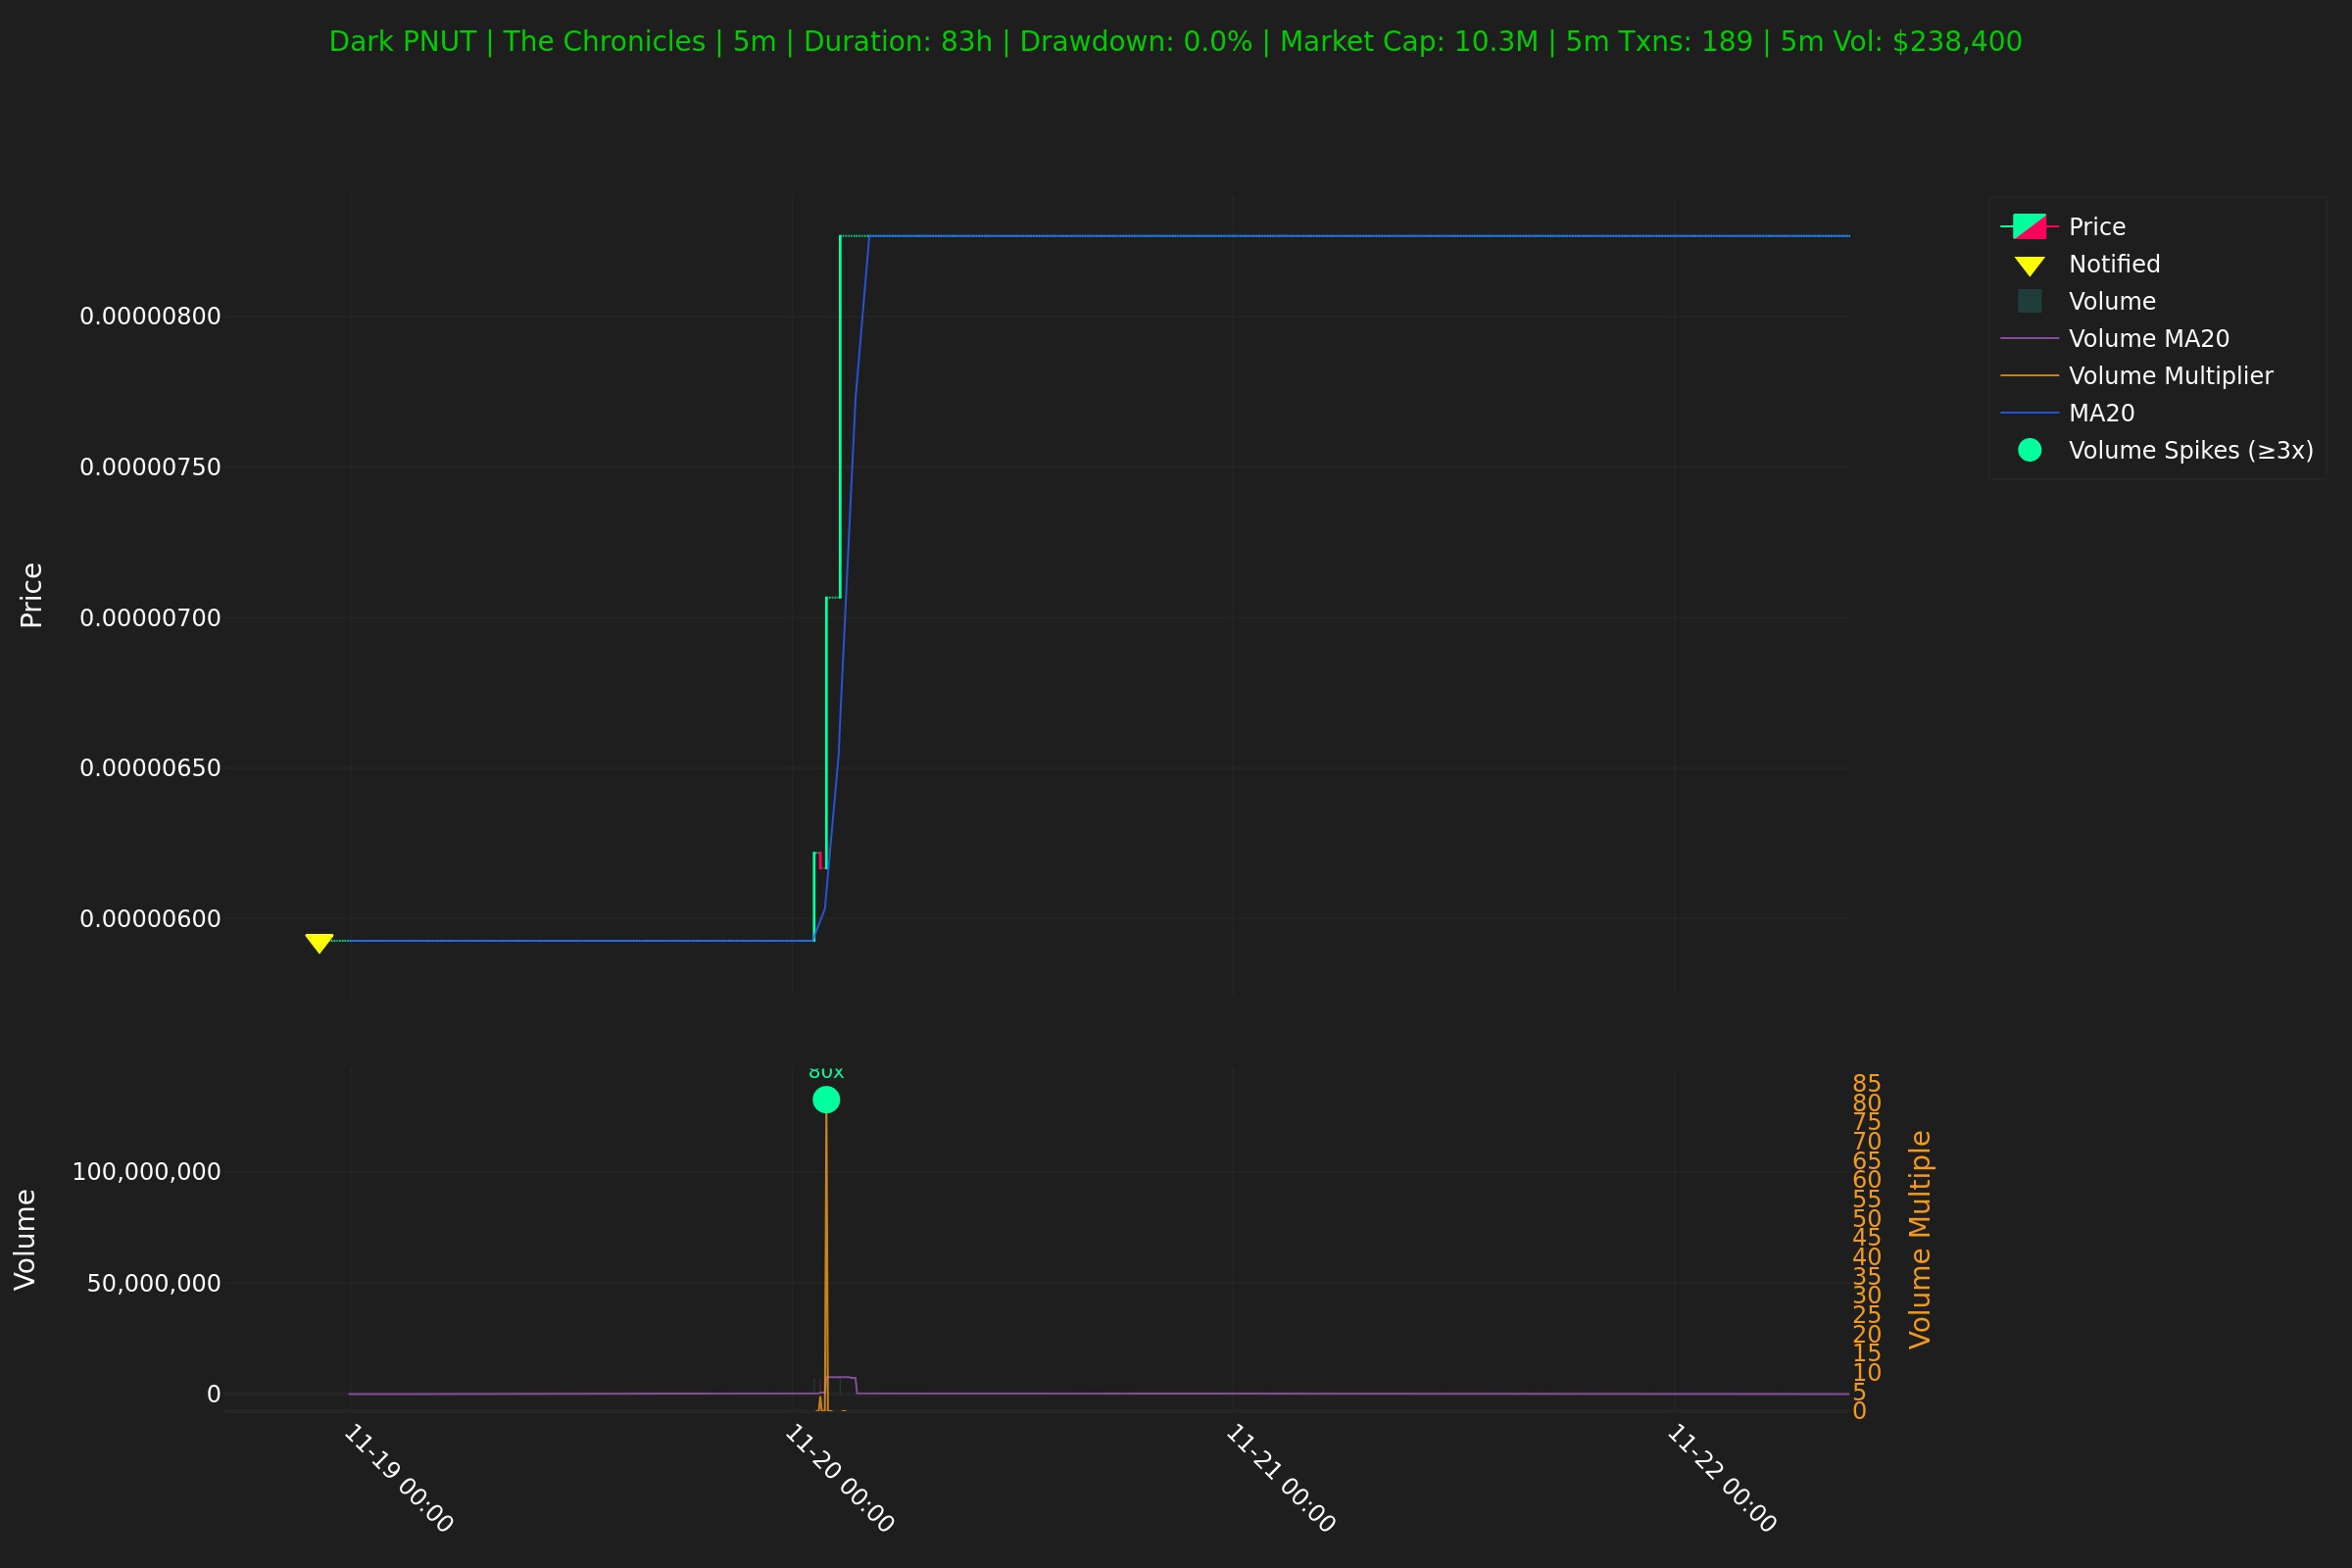 Dark PNUT | The Chronicles | 5m | Duration: 83h | Drawdown: 0.0% | Market Cap: 10.3M | 5m Txns: 189 | 5m Vol: $238,400
Price
Notified
Volume
Volume MA20
Volume Multiplier
MA20
Volume Spikes (≥3x)
Price
0.00000800
0.00000750
0.00000700
0.00000650
0.00000600
80x
Volume
100,000,000
50,000,000
0
85
80
75
70
65
60
55
50
45
40
35
30
25
20
15
10
5
0
Volume Multiple
11-19 00:00
11-20 00:00
11-21 00:00
11-22 00:00